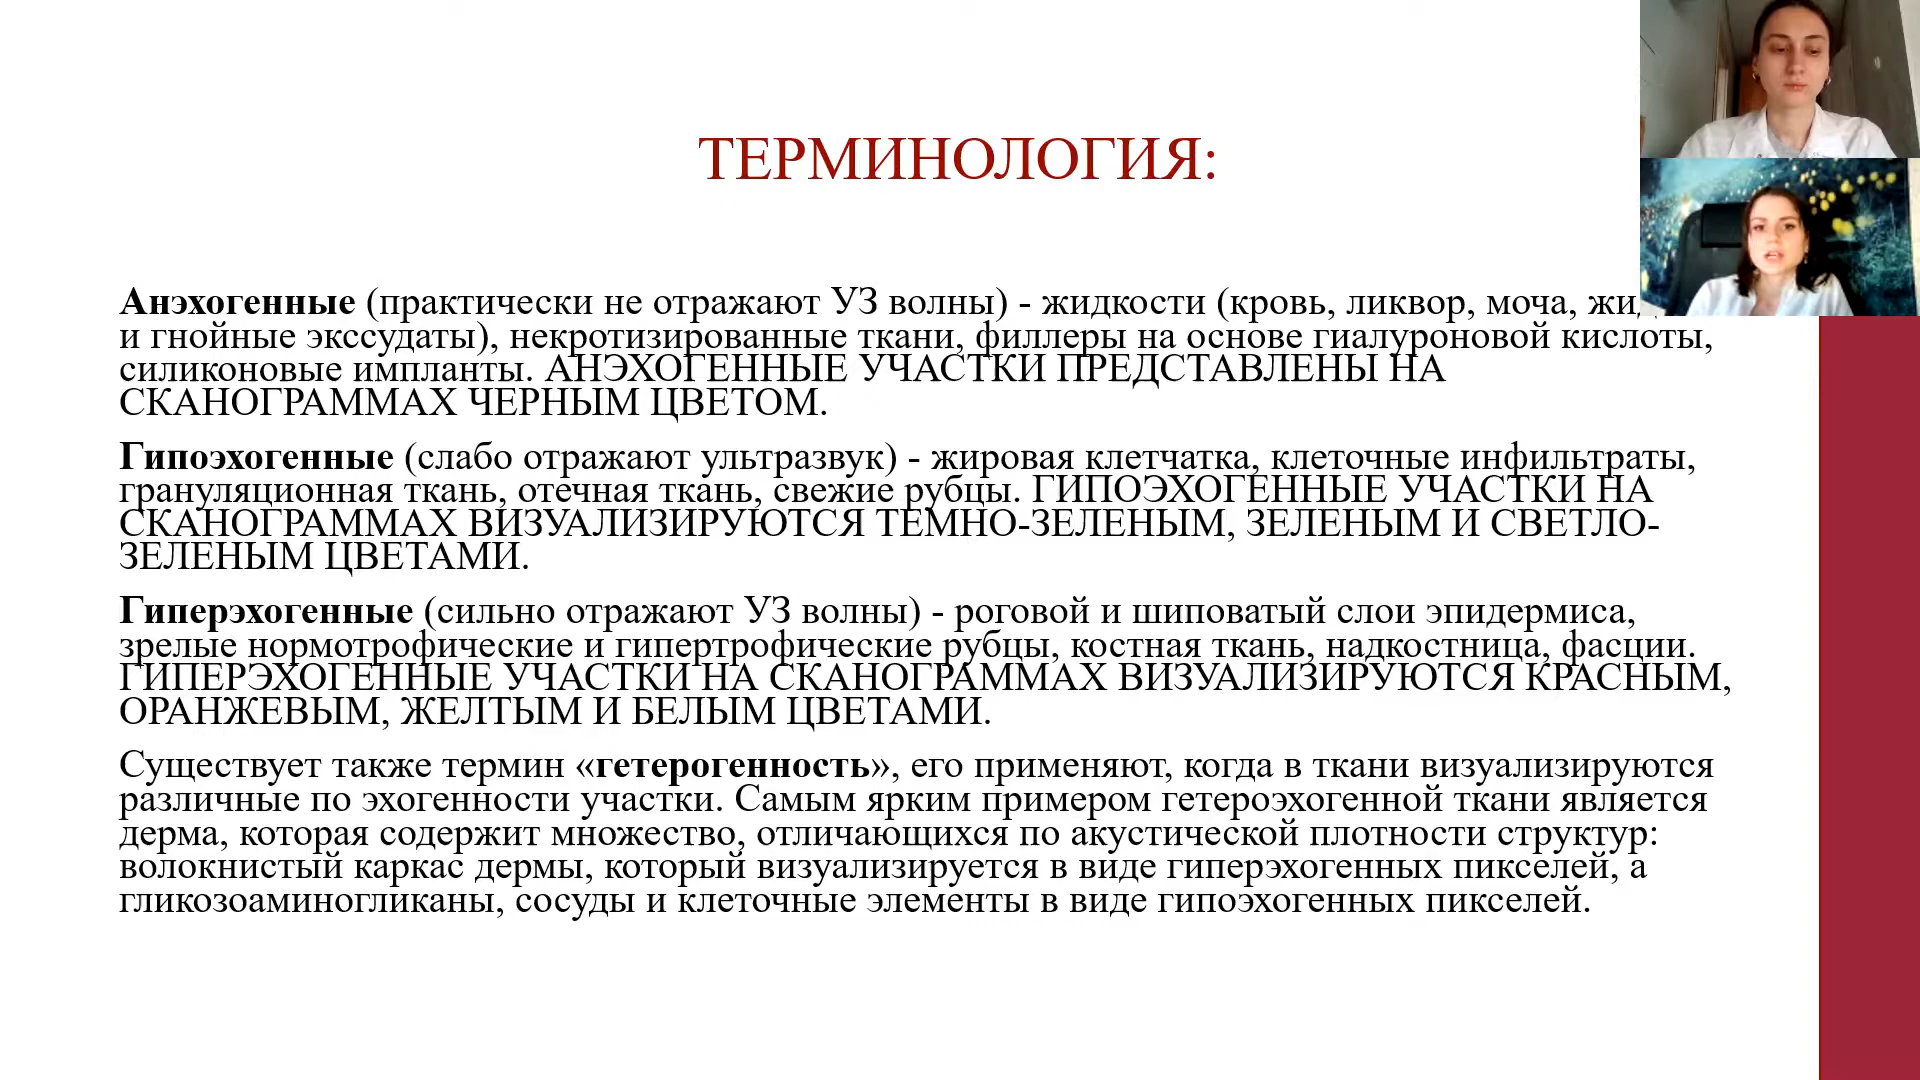 ТЕРМИНОЛОГИЯ:
Анэхогенные (практически не отражают УЗ волны) - жидкости (кровь, ликвор, моча,
и гнойные экссудаты), некротизированные ткани, филлеры на основе гиалуроновой кислоты,
силиконовые импланты. АНЭХОГЕННЫЕ УЧАСТКИ ПРЕДСТАВЛЕНЫ НА
СКАНОГРАММАХ ЧЕРНЫМ ЦВЕТОМ.
Гипоэхогенные (слабо отражают ультразвук) - жировая клетчатка, клеточные инфильтраты,
грануляционная ткань, отечная ткань, свежие рубцы. ГИПОЭХОГЕННЫЕ УЧАСТКИ НА
СКАНОГРАММАХ ВИЗУАЛИЗИРУЮТСЯ ТЕМНО-ЗЕЛЕНЫМ, ЗЕЛЕНЫМ И СВЕТЛО-
ЗЕЛЕНЫМ ЦВЕТАМИ.
Гиперэхогенные (сильно отражают УЗ волны) - роговой и шиповатый слои эпидермиса,
зрелые нормотрофические и гипертрофические рубцы, костная ткань, надкостница, фасции.
ГИПЕРЭХОГЕННЫЕ УЧАСТКИ НА СКАНОГРАММАХ ВИЗУАЛИЗИРУЮТСЯ КРАСНЫМ,
ОРАНЖЕВЫМ, ЖЕЛТЫМ И БЕЛЫМ ЦВЕТАМИ.
Существует также термин «гетерогенность», его применяют, когда в ткани визуализируются
различные по эхогенности участки. Самым ярким примером гетероэхогенной ткани является
дерма, которая содержит множество, отличающихся по акустической плотности структур:
волокнистый каркас дермы, который визуализируется в виде гиперэхогенных пикселей, а
гликозоаминогликаны, сосуды и клеточные элементы в виде гипоэхогенных пикселей.